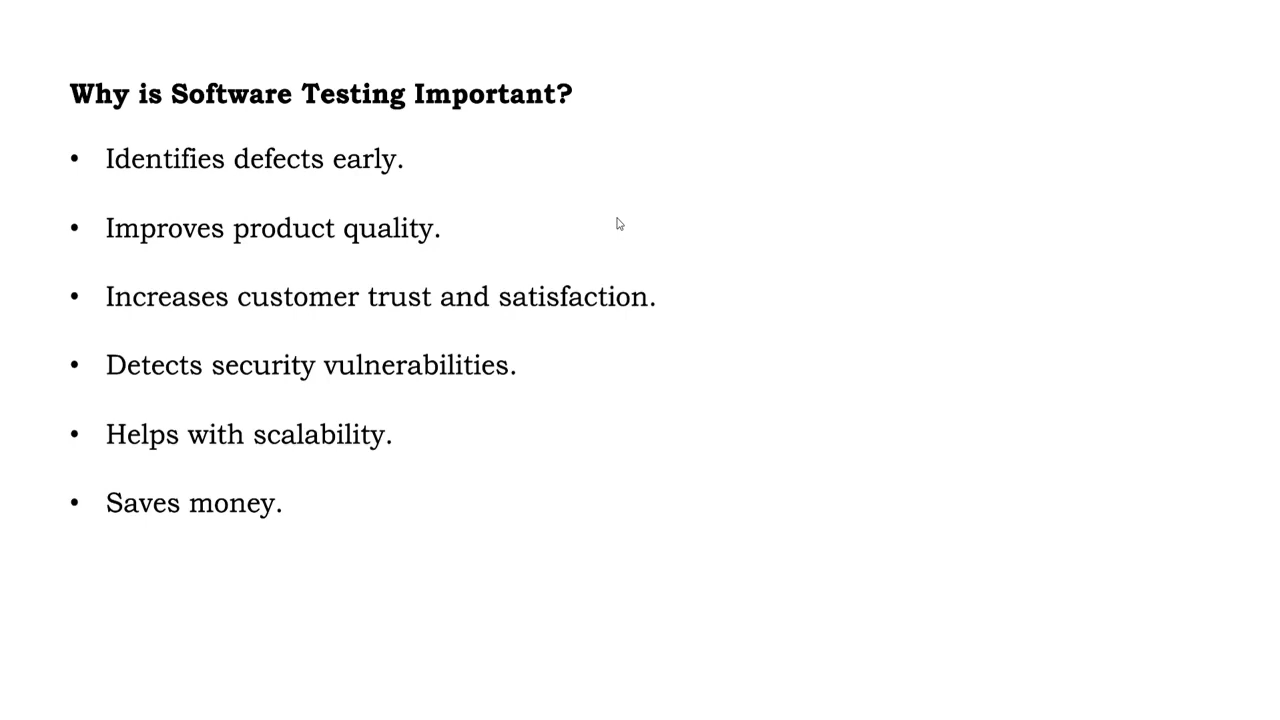 Why is Software Testing Important?
• Identifies defects early.
• Improves product quality.
• Increases customer trust and satisfaction.
• Detects security vulnerabilities.
• Helps with scalability.
• Saves money.